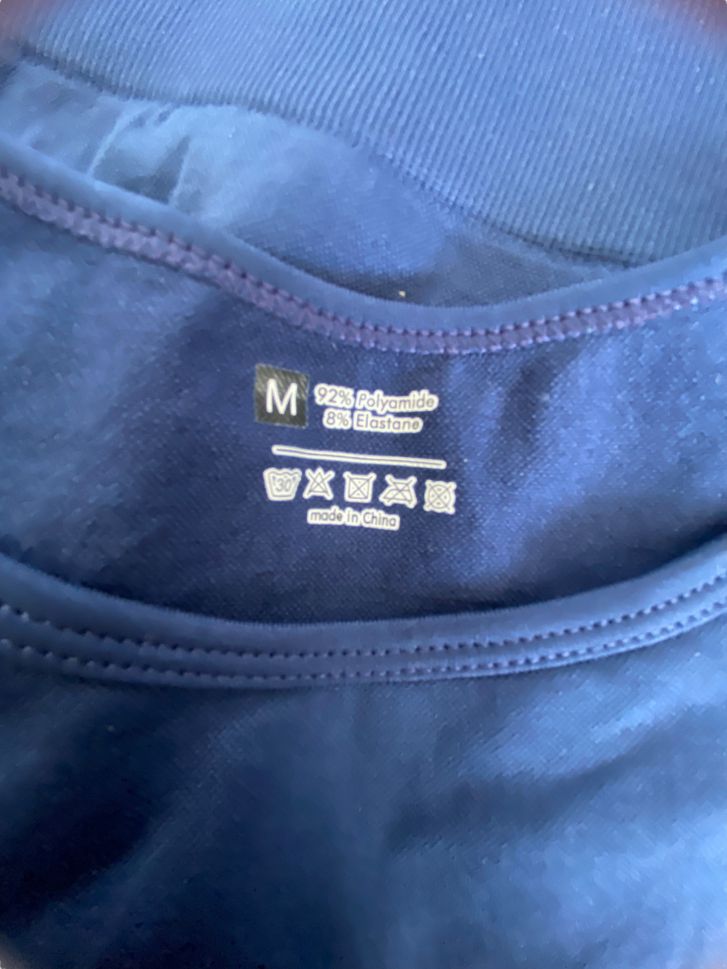 M
92% Polyamide
8% Elastane
30
made in China